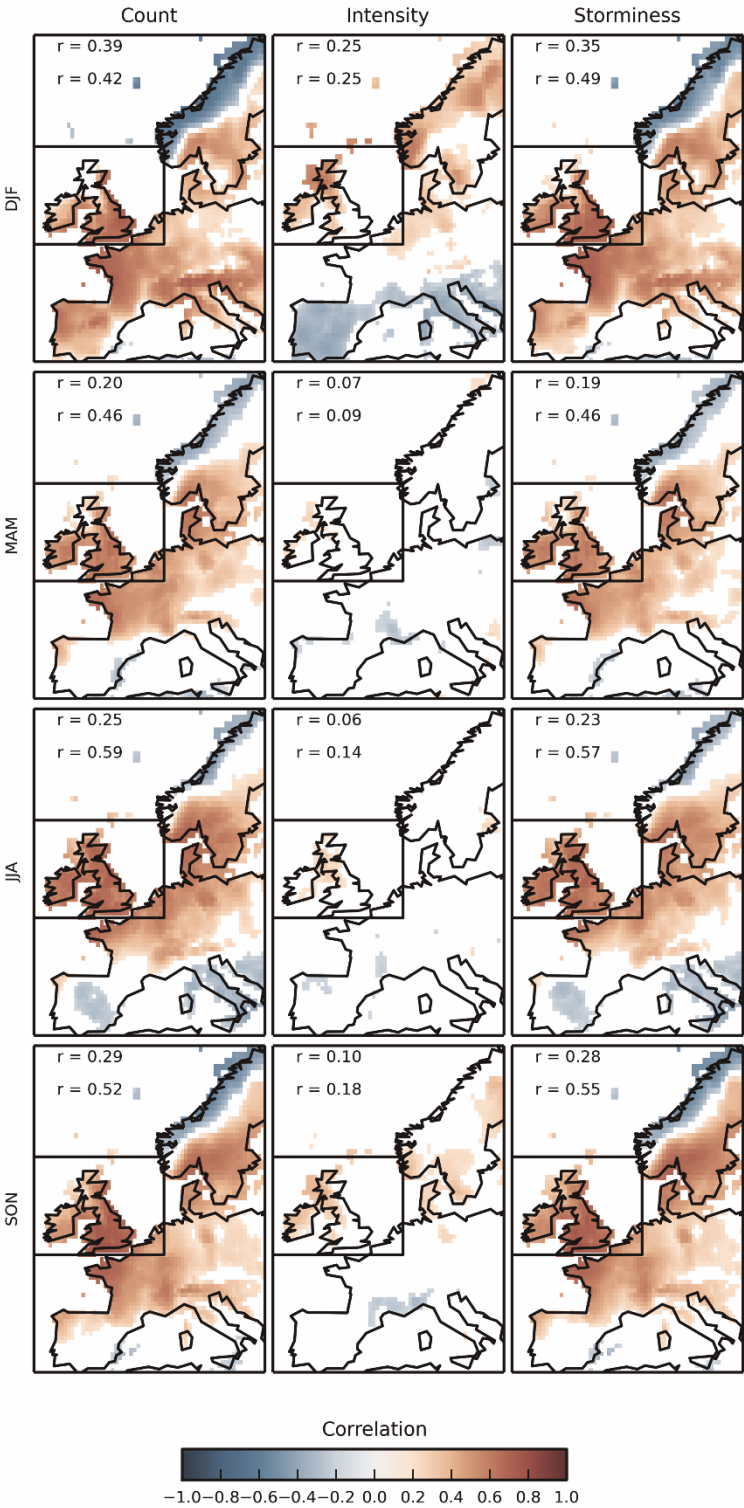 Count Intensity Storminess
DJF
r = 0.39 r = 0.25 r = 0.35
r = 0.42 r = 0.25 r = 0.49
MAM
r = 0.20 r = 0.07 r = 0.19
r = 0.46 r = 0.09 r = 0.46
JJA
r = 0.25 r = 0.06 r = 0.23
r = 0.59 r = 0.14 r = 0.57
SON
r = 0.29 r = 0.10 r = 0.28
r = 0.52 r = 0.18 r = 0.55
Correlation
−1.0−0.8−0.6−0.4−0.2 0.0 0.2 0.4 0.6 0.8 1.0